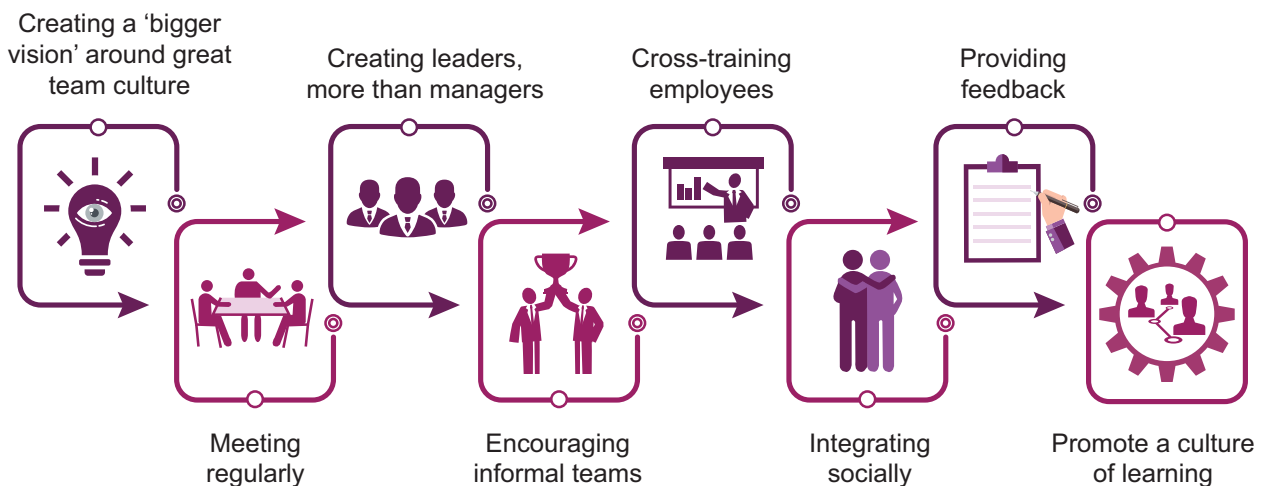 Creating a ‘bigger
vision’ around great
team culture
Meeting
regularly
Creating leaders,
more than managers
Encouraging
informal teams
Cross-training
employees
Integrating
socially
Providing
feedback
Promote a culture
of learning